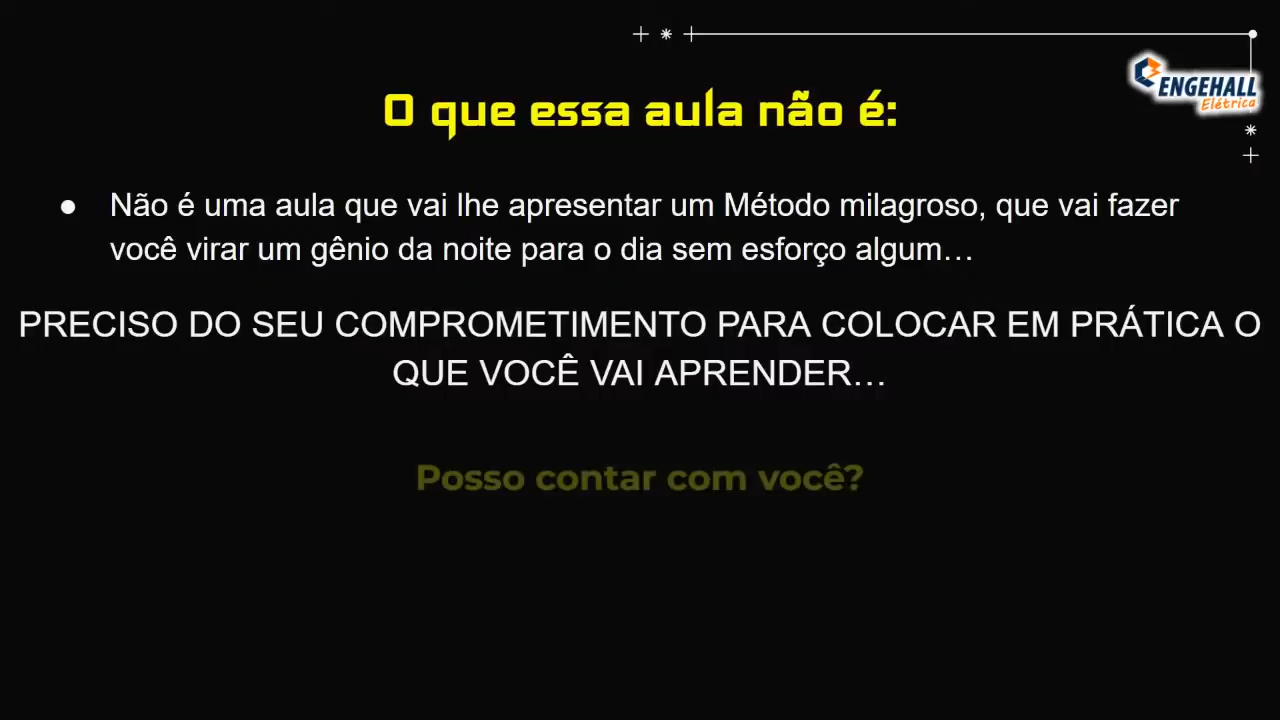 ENGEHALL
Elétrica
O que essa aula não é:
● Não é uma aula que vai lhe apresentar um Método milagroso, que vai fazer
você virar um gênio da noite para o dia sem esforço algum…
PRECISO DO SEU COMPROMETIMENTO PARA COLOCAR EM PRÁTICA O
QUE VOCÊ VAI APRENDER…
Posso contar com você?